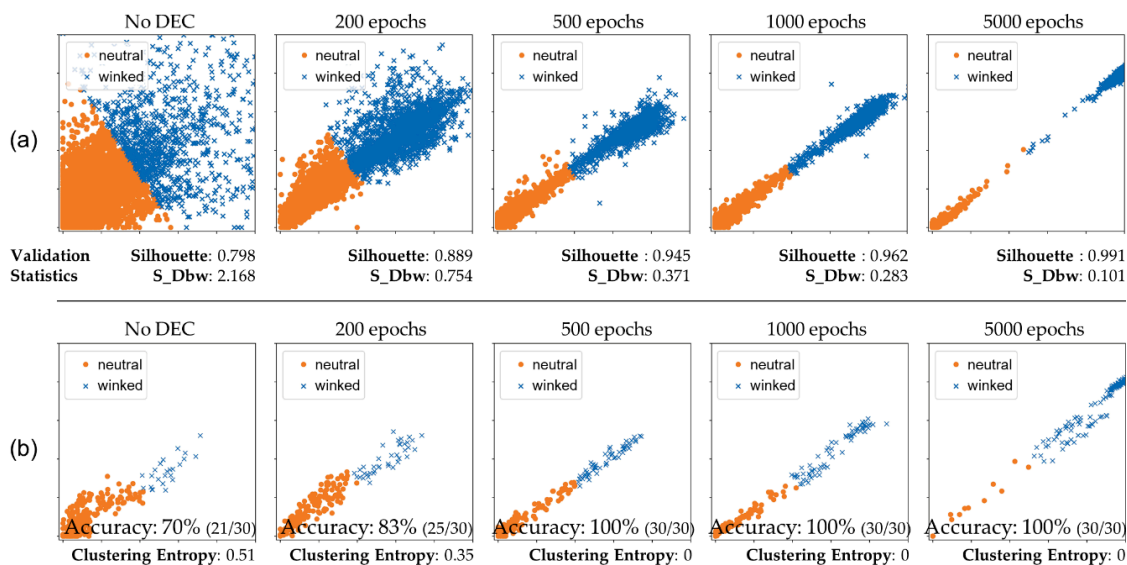 No DEC 200 epochs 500 epochs 1000 epochs 5000 epochs
neutral neutral neutral neutral neutral
winked winked winked winked winked
(a)
Validation Silhouette: 0.798 Silhouette: 0.889 Silhouette : 0.945 Silhouette : 0.962 Silhouette : 0.991
Statistics S_Dbw: 2.168 S_Dbw: 0.754 S_Dbw: 0.371 S_Dbw: 0.283 S_Dbw: 0.101
No DEC 200 epochs 500 epochs 1000 epochs 5000 epochs
neutral neutral neutral neutral neutral
winked winked winked winked winked
(b)
Accuracy: 70% (21/30) Accuracy: 83% (25/30) Accuracy: 100% (30/30) Accuracy: 100% (30/30) Accuracy: 100% (30/30)
Clustering Entropy: 0.51 Clustering Entropy: 0.35 Clustering Entropy: 0 Clustering Entropy: 0 Clustering Entropy: 0